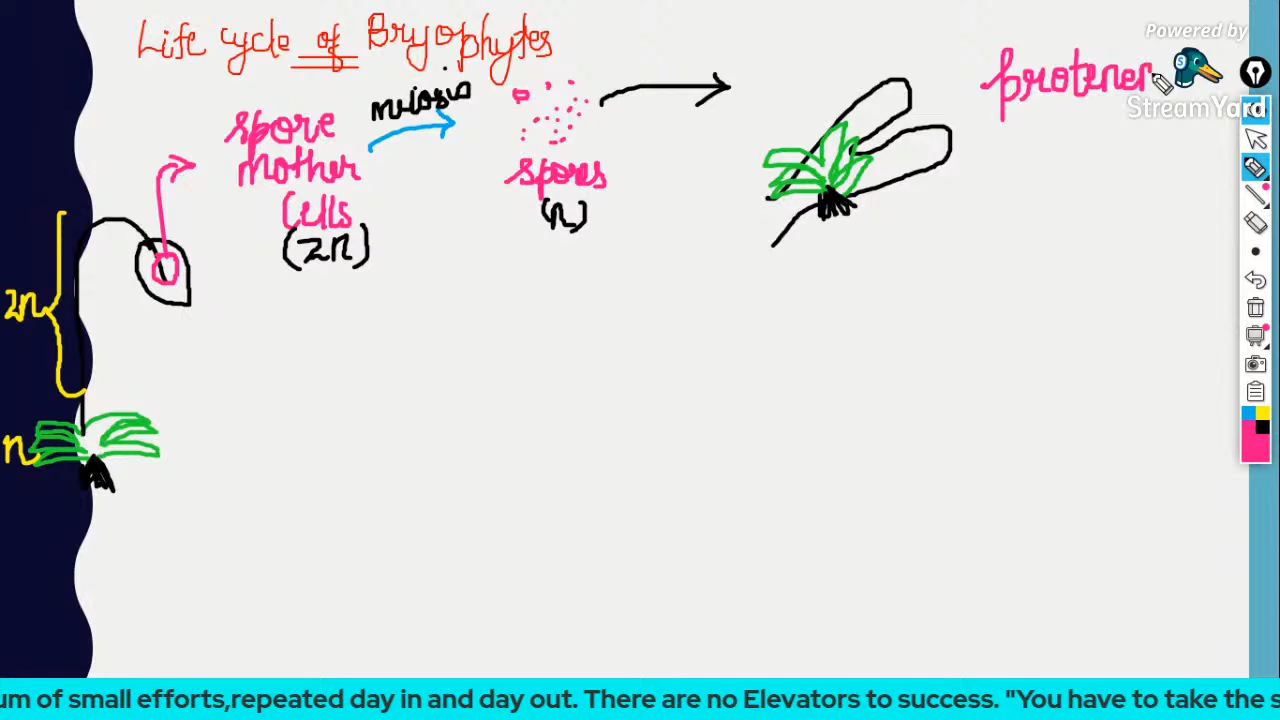 Life cycle of Bryophytes
Powered by
StreamYard
protener
meiosis
spore
mother
cells
(2n)
spores
(n)
2n
n
um of small efforts,repeated day in and day out. There are no Elevators to success. "You have to take the s